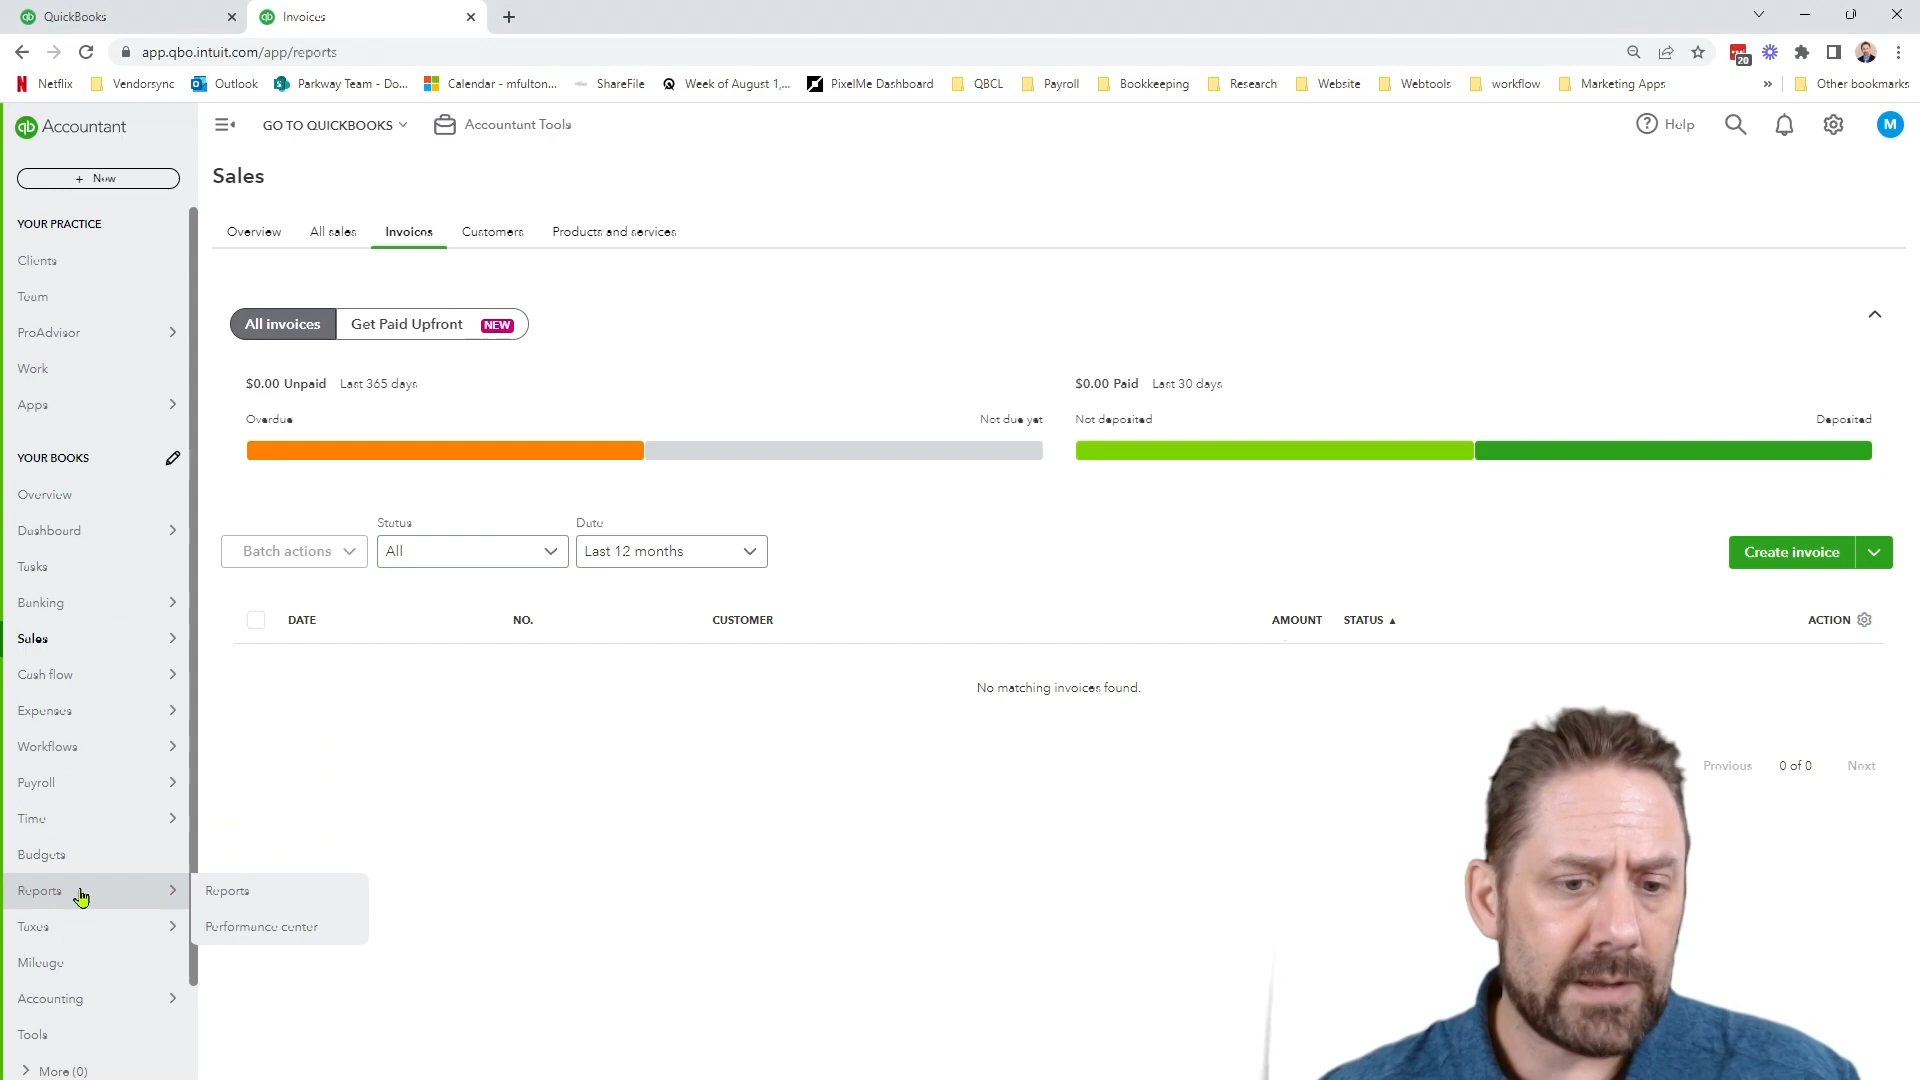 QuickBooks
Invoices
app.qbo.intuit.com/app/reports
20
Netflix
Vendorsync
Outlook
Parkway Team - Do...
Calendar - mfulton...
ShareFile
Week of August 1,...
PixelMe Dashboard
QBCL
Payroll
Bookkeeping
Research
Website
Webtools
workflow
Marketing Apps
»
Other bookmarks
qb Accountant
GO TO QUICKBOOKS
Accountant Tools
Help
M
+ New
Sales
YOUR PRACTICE
Overview
All sales
Invoices
Customers
Products and services
Clients
Team
ProAdvisor
Work
Apps
All invoices
Get Paid Upfront NEW
$0.00 Unpaid Last 365 days
$0.00 Paid Last 30 days
Overdue
Not due yet
Not deposited
Deposited
YOUR BOOKS
Overview
Dashboard
Tasks
Banking
Sales
Cash flow
Expenses
Workflows
Payroll
Time
Budgets
Reports
Taxes
Mileage
Accounting
Tools
More (0)
Reports
Performance center
Status
Date
Batch actions
All
Last 12 months
Create invoice
DATE
NO.
CUSTOMER
AMOUNT
STATUS ▲
ACTION
No matching invoices found.
Previous
0 of 0
Next